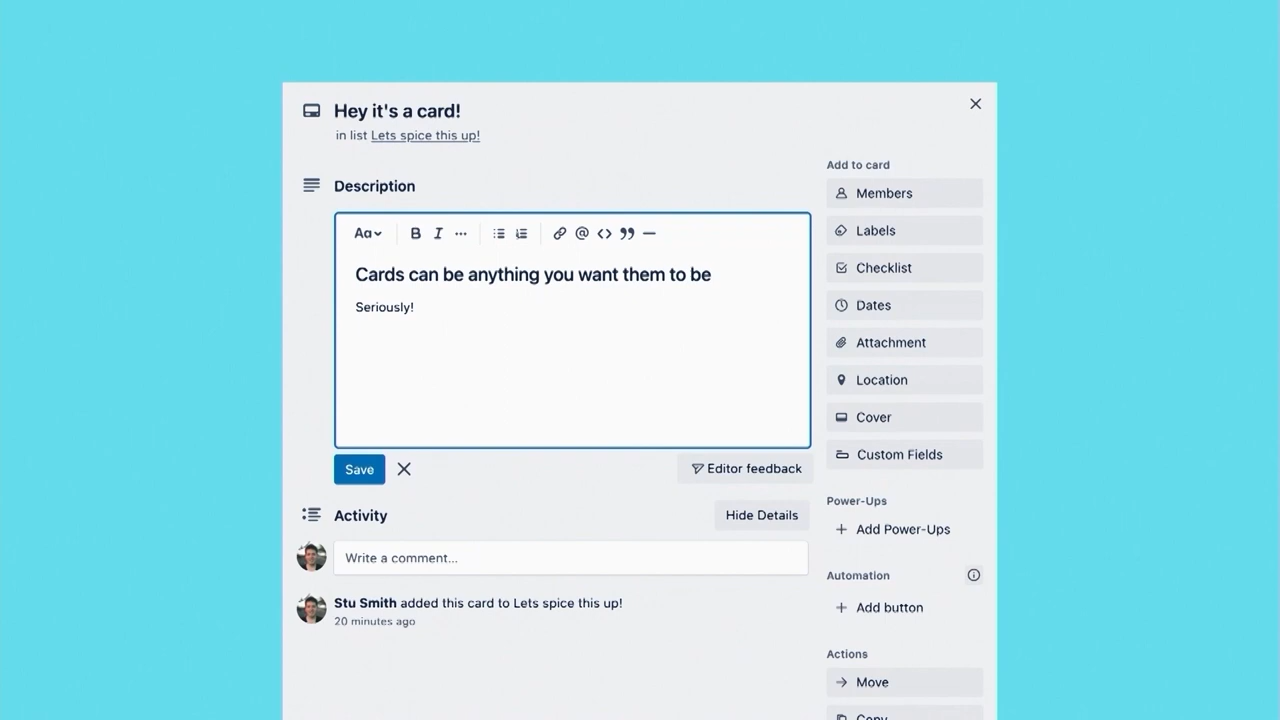 Hey it's a card!
in list Lets spice this up!
Description
Aa
B I ...
Cards can be anything you want them to be
Seriously!
Save
Editor feedback
Activity
Hide Details
Write a comment...
Stu Smith added this card to Lets spice this up!
20 minutes ago
Add to card
Members
Labels
Checklist
Dates
Attachment
Location
Cover
Custom Fields
Power-Ups
+ Add Power-Ups
Automation
+ Add button
Actions
Move
Copy